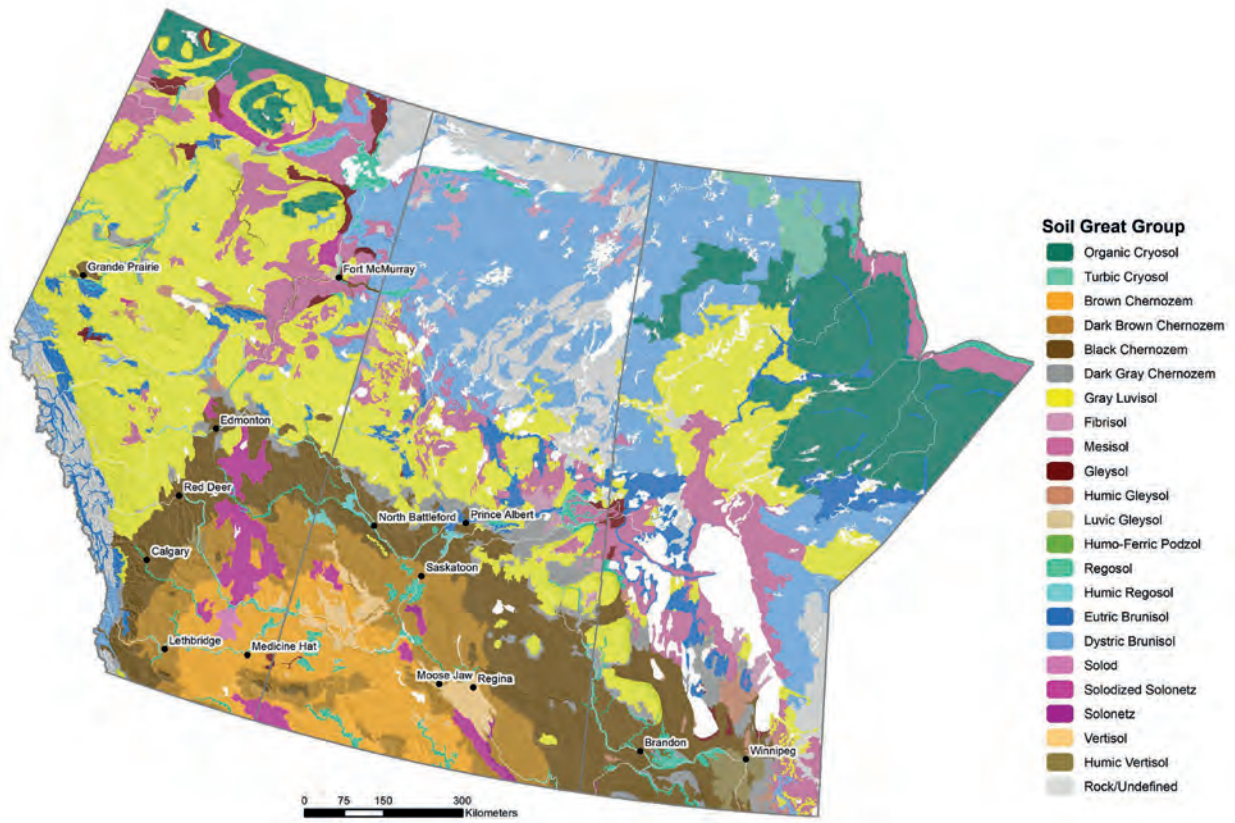 Grande Prairie
Fort McMurray
Edmonton
Red Deer
North Battleford
Prince Albert
Calgary
Saskatoon
Lethbridge
Medicine Hat
Moose Jaw
Regina
Brandon
Winnipeg
0 75 150 300
Kilometers
Soil Great Group
Organic Cryosol
Turbic Cryosol
Brown Chernozem
Dark Brown Chernozem
Black Chernozem
Dark Gray Chernozem
Gray Luvisol
Fibrisol
Mesisol
Gleysol
Humic Gleysol
Luvic Gleysol
Humo-Ferric Podzol
Regosol
Humic Regosol
Eutric Brunisol
Dystric Brunisol
Solod
Solodized Solonetz
Solonetz
Vertisol
Humic Vertisol
Rock/Undefined